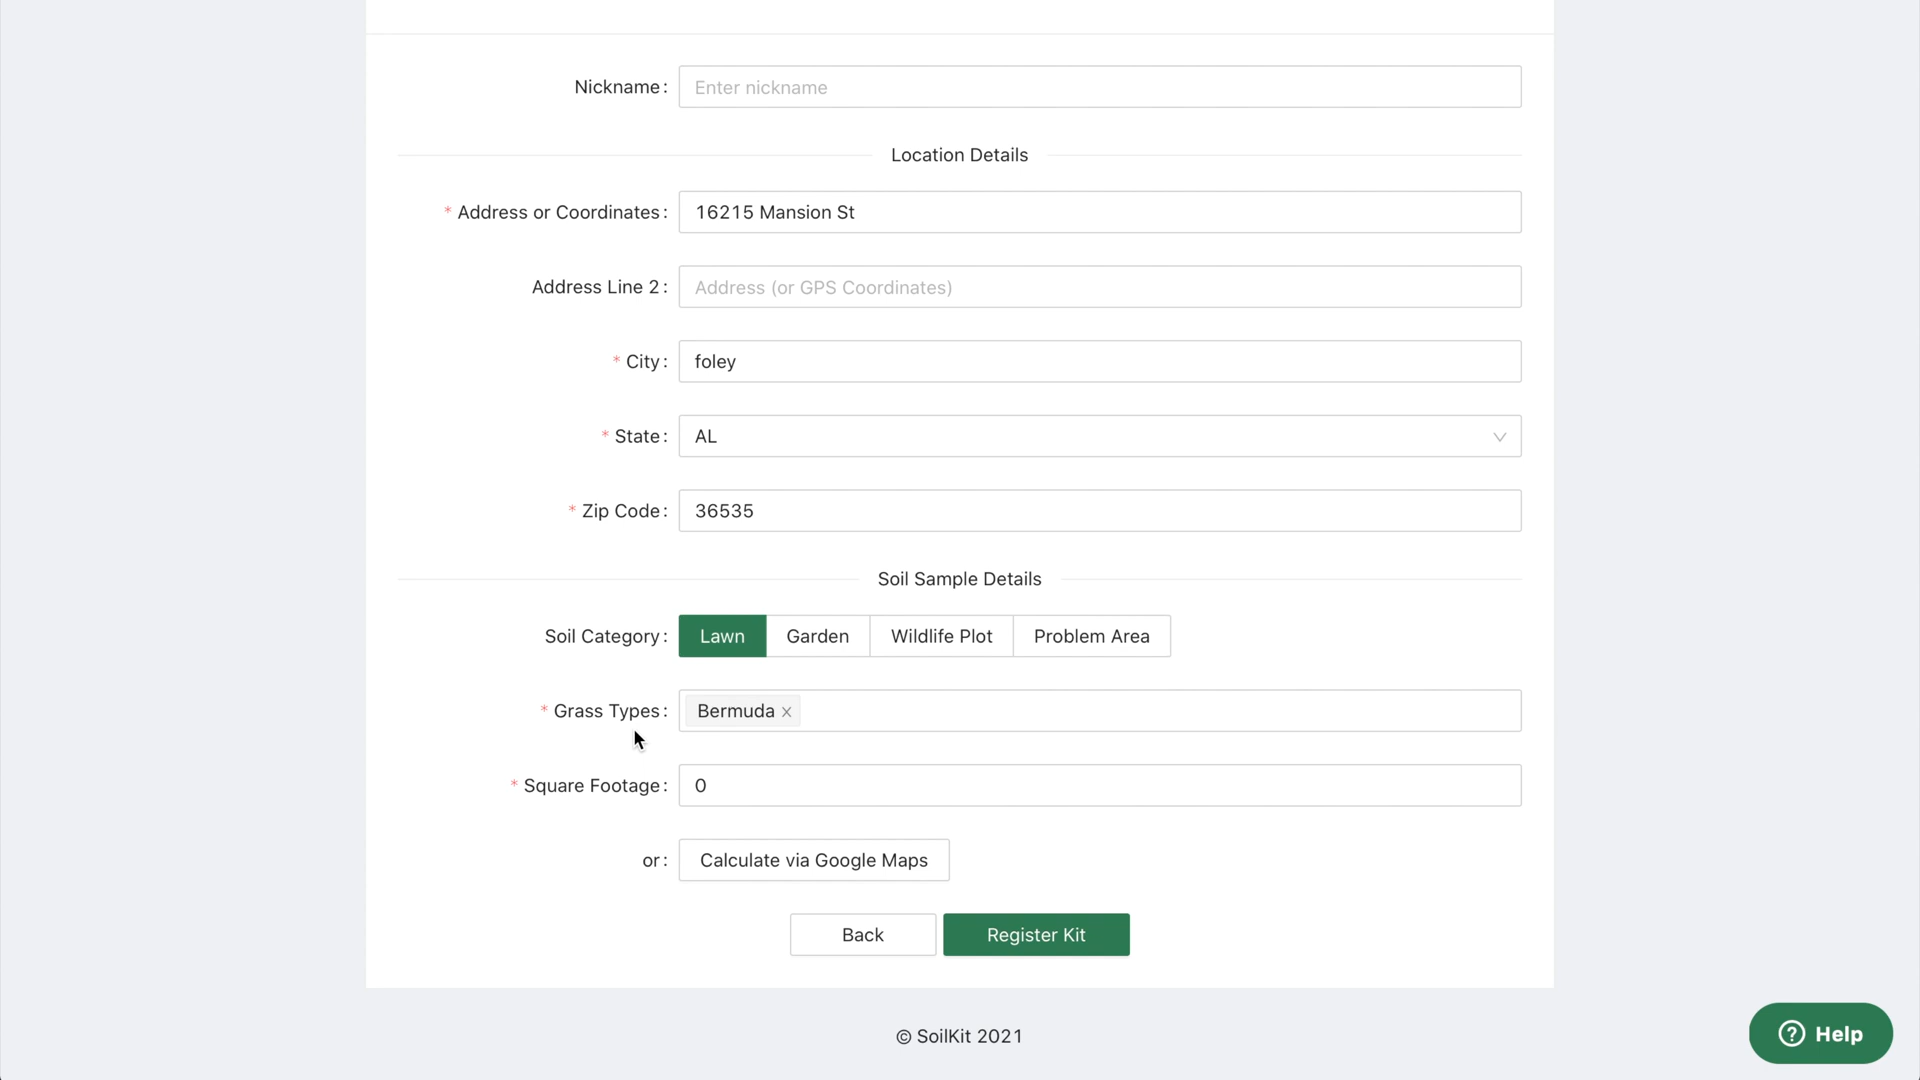 Nickname: Enter nickname
Location Details
* Address or Coordinates: 16215 Mansion St
Address Line 2: Address (or GPS Coordinates)
* City: foley
* State: AL
* Zip Code: 36535
Soil Sample Details
Soil Category: Lawn Garden Wildlife Plot Problem Area
* Grass Types: Bermuda ×
* Square Footage: 0
or: Calculate via Google Maps
Back Register Kit
© SoilKit 2021
? Help